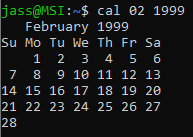 jass@MSI:~$ cal 02 1999
   February 1999
Su Mo Tu We Th Fr Sa
    1  2  3  4  5  6
 7  8  9 10 11 12 13
14 15 16 17 18 19 20
21 22 23 24 25 26 27
28